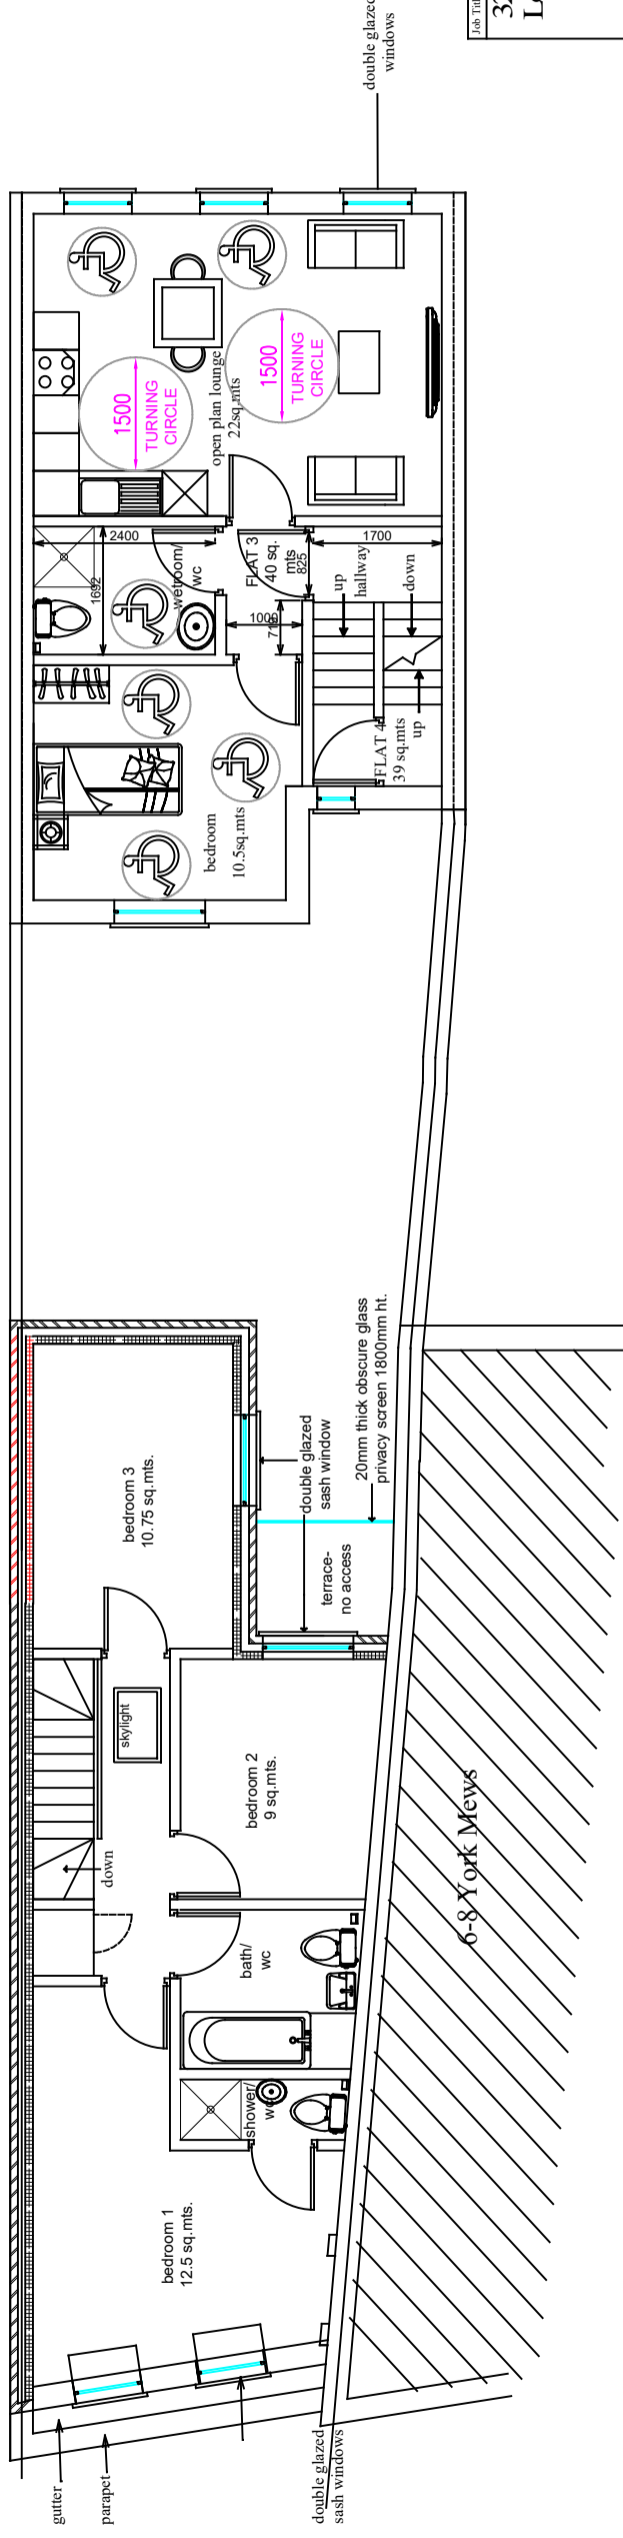 double glazed
windows
Job Titl
32
Lo
1500
TURNING
CIRCLE
1500
TURNING
CIRCLE
open plan lounge
22sq.mts
2400
1692
wetroom/
wc
FLAT 3
40 sq.
mts
825
1700
1000
up
hallway
down
FLAT 4
39 sq.mts
up
bedroom
10.5sq.mts
bedroom 3
10.75 sq.mts.
double glazed
sash window
20mm thick obscure glass
privacy screen 1800mm ht.
terrace-
no access
skylight
down
bedroom 2
9 sq.mts.
bath/
wc
shower/
wc
bedroom 1
12.5 sq.mts.
6-8 York Mews
gutter
parapet
double glazed
sash windows